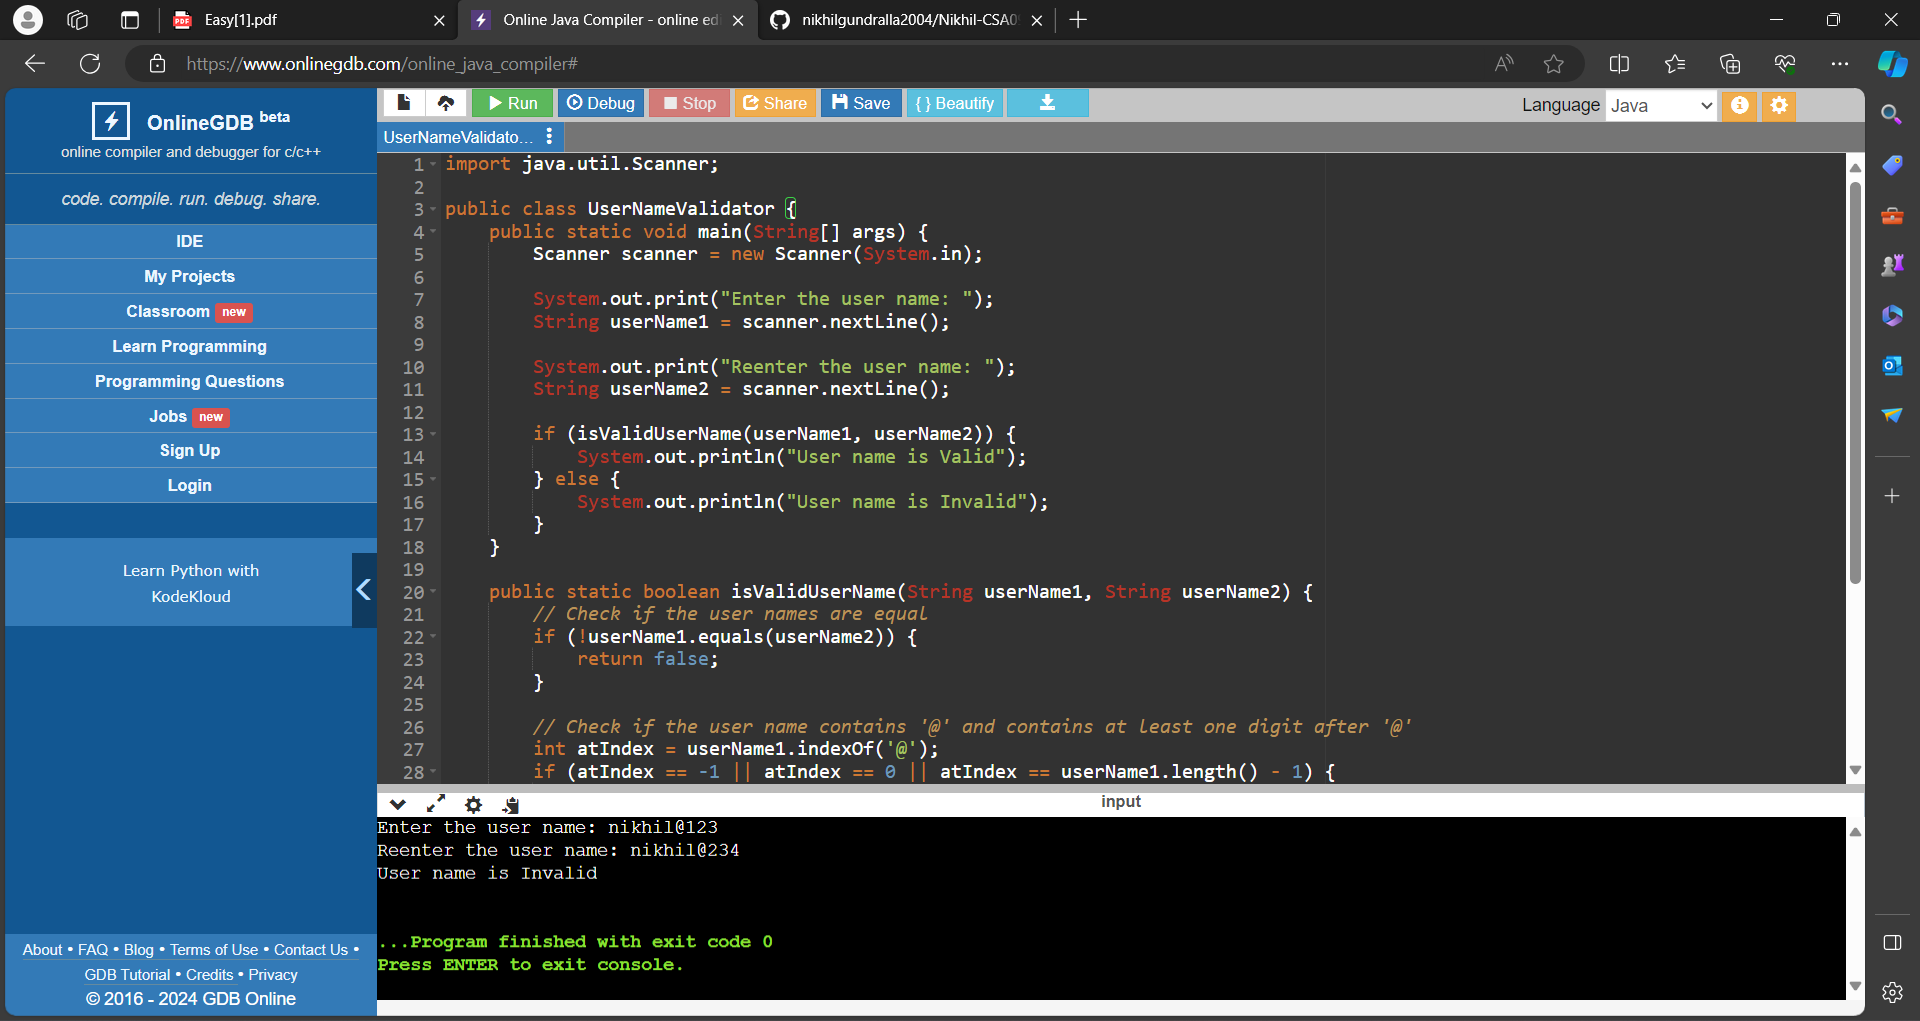 Easy[1].pdf
Online Java Compiler - online ed
nikhilgundralla2004/Nikhil-CSA0
https://www.onlinegdb.com/online_java_compiler#
OnlineGDB beta
online compiler and debugger for c/c++
code. compile. run. debug. share.
IDE
My Projects
Classroom new
Learn Programming
Programming Questions
Jobs new
Sign Up
Login
Learn Python with
KodeKloud
About • FAQ • Blog • Terms of Use • Contact Us •
GDB Tutorial • Credits • Privacy
© 2016 - 2024 GDB Online
Run Debug Stop Share Save {} Beautify
Language Java
UserNameValidato...
1 import java.util.Scanner;
2
3 public class UserNameValidator {
4 public static void main(String[] args) {
5 Scanner scanner = new Scanner(System.in);
6
7 System.out.print("Enter the user name: ");
8 String userName1 = scanner.nextLine();
9
10 System.out.print("Reenter the user name: ");
11 String userName2 = scanner.nextLine();
12
13 if (isValidUserName(userName1, userName2)) {
14 System.out.println("User name is Valid");
15 } else {
16 System.out.println("User name is Invalid");
17 }
18 }
19
20 public static boolean isValidUserName(String userName1, String userName2) {
21 // Check if the user names are equal
22 if (!userName1.equals(userName2)) {
23 return false;
24 }
25
26 // Check if the user name contains '@' and contains at least one digit after '@'
27 int atIndex = userName1.indexOf('@');
28 if (atIndex == -1 || atIndex == 0 || atIndex == userName1.length() - 1) {
input
Enter the user name: nikhil@123
Reenter the user name: nikhil@234
User name is Invalid
...Program finished with exit code 0
Press ENTER to exit console.